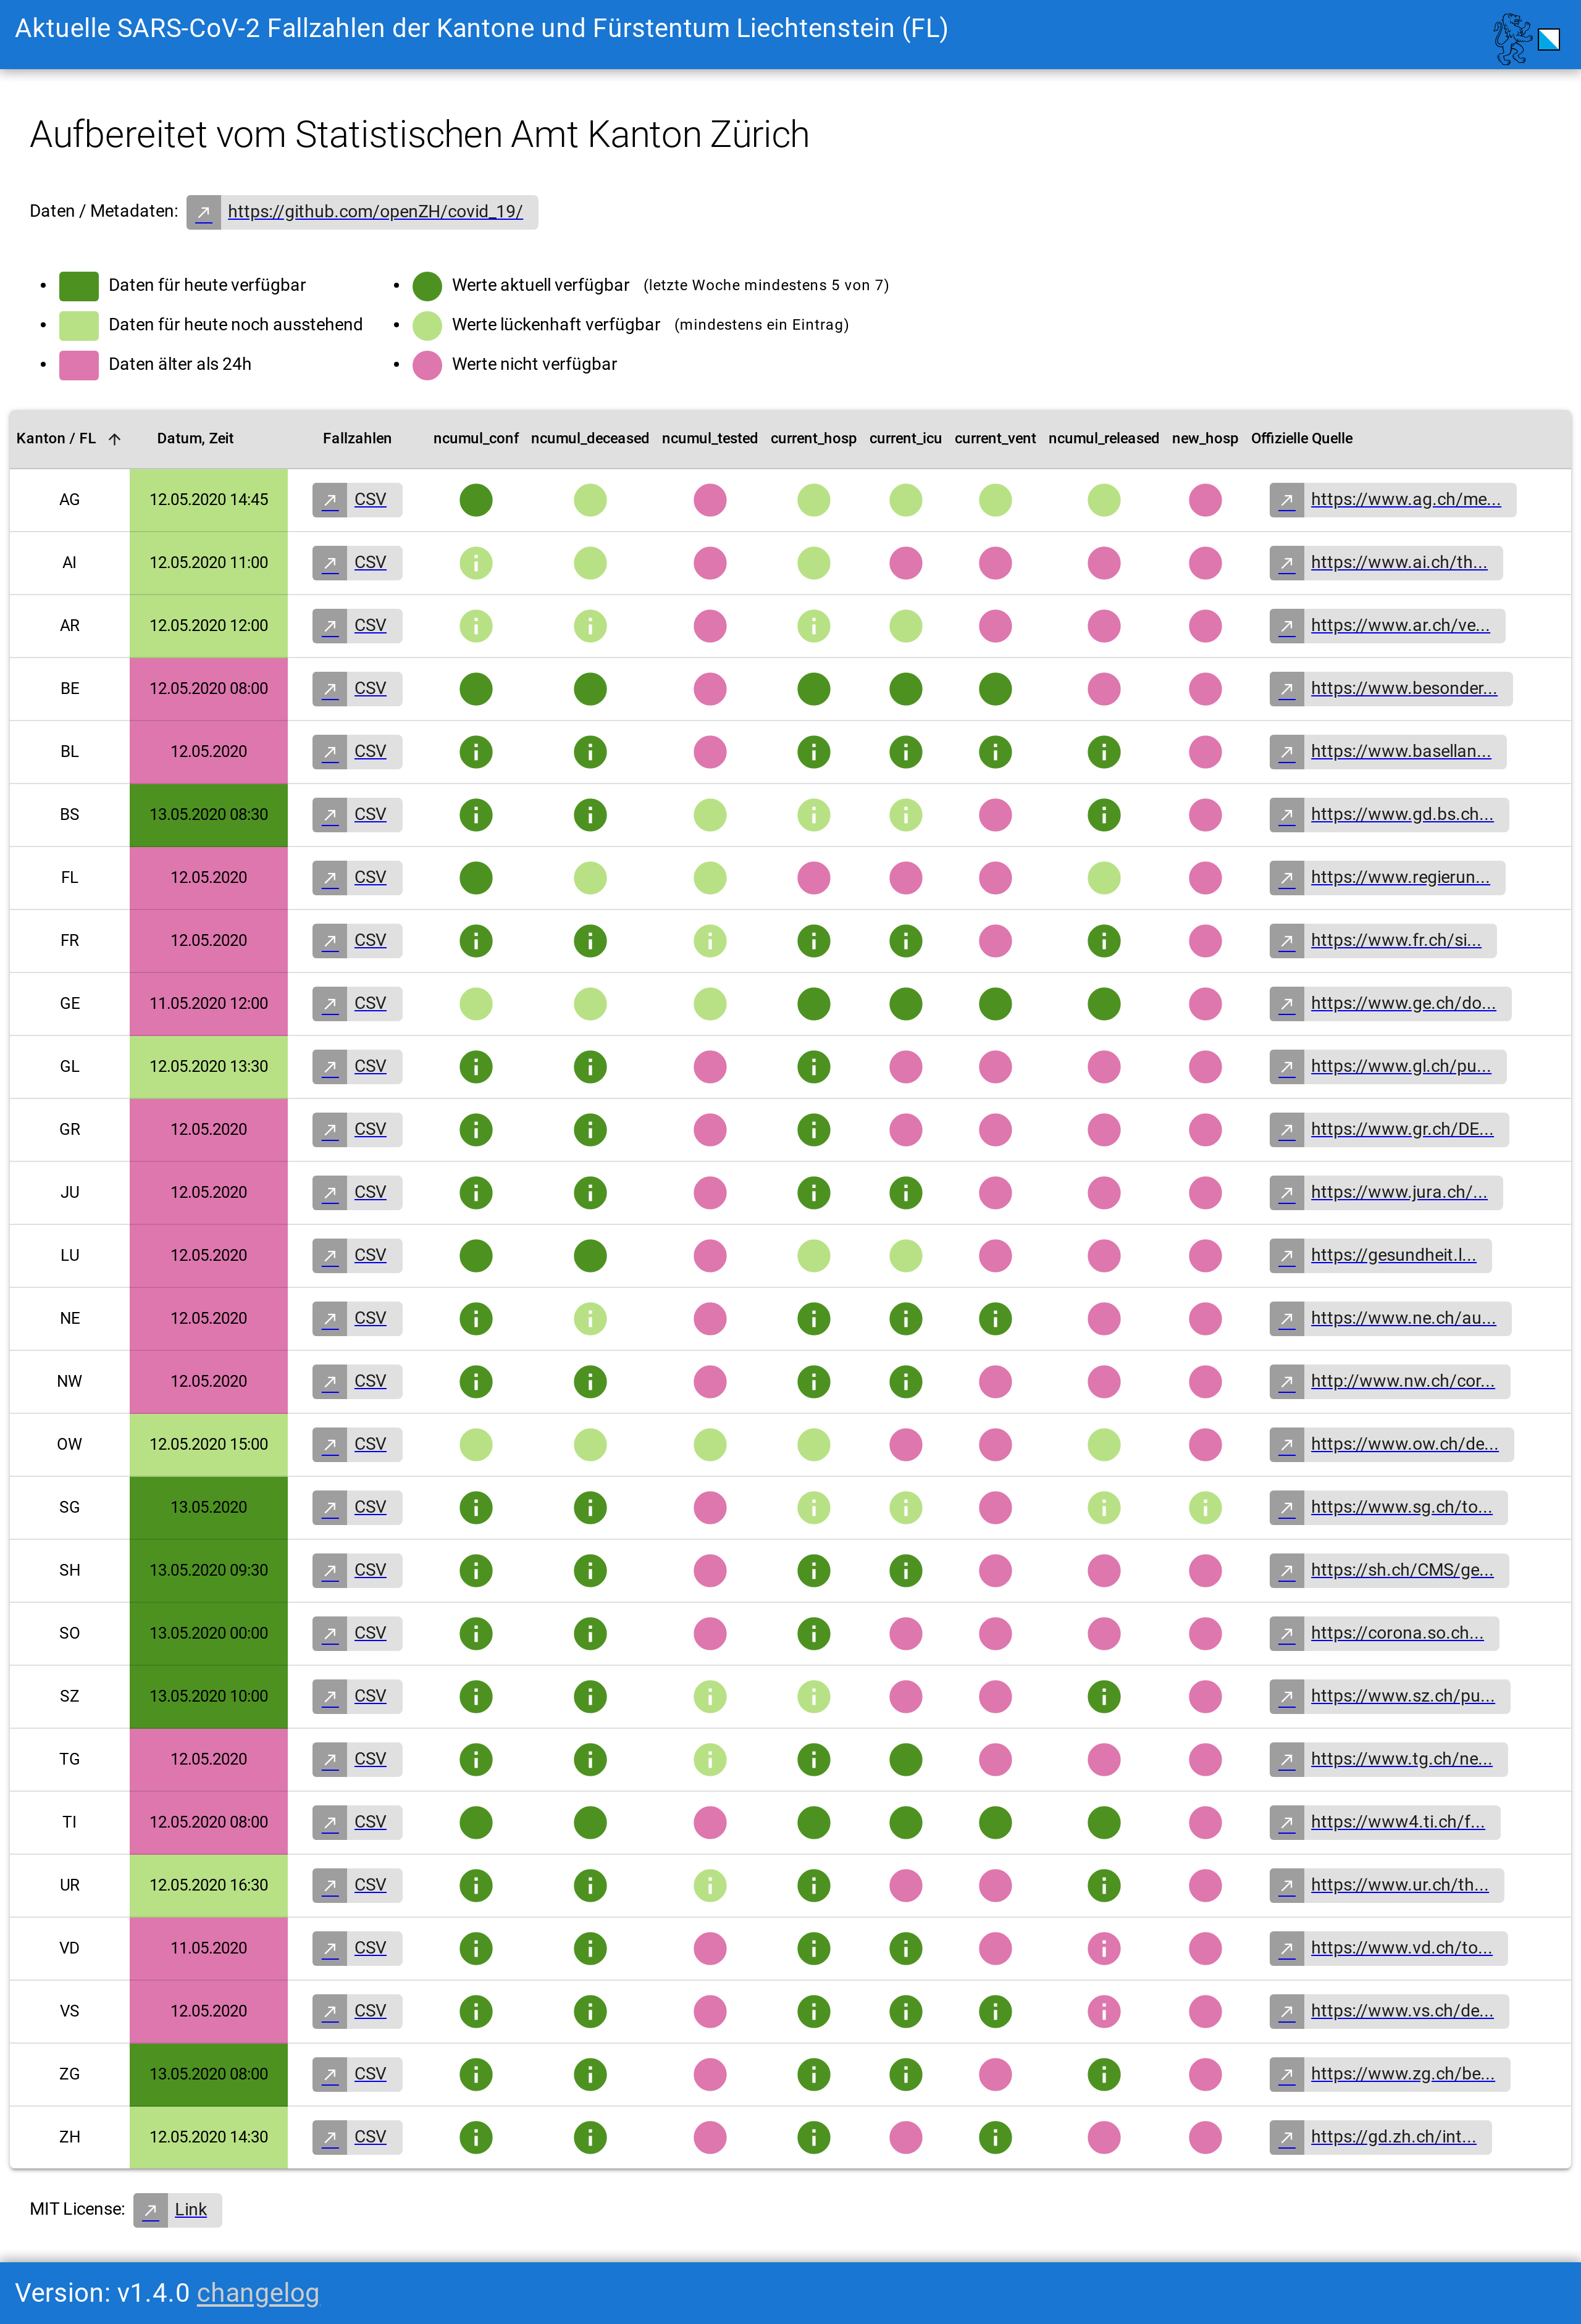 Aktuelle SARS-CoV-2 Fallzahlen der Kantone und Fürstentum Liechtenstein (FL)
Aufbereitet vom Statistischen Amt Kanton Zürich
Daten / Metadaten: https://github.com/openZH/covid_19/
Daten für heute verfügbar Werte aktuell verfügbar (letzte Woche mindestens 5 von 7)
Daten für heute noch ausstehend Werte lückenhaft verfügbar (mindestens ein Eintrag)
Daten älter als 24h Werte nicht verfügbar
Kanton / FL Datum, Zeit Fallzahlen ncumul_conf ncumul_deceased ncumul_tested current_hosp current_icu current_vent ncumul_released new_hosp Offizielle Quelle
AG 12.05.2020 14:45 CSV https://www.ag.ch/me...
AI 12.05.2020 11:00 CSV https://www.ai.ch/th...
AR 12.05.2020 12:00 CSV https://www.ar.ch/ve...
BE 12.05.2020 08:00 CSV https://www.besonder...
BL 12.05.2020 CSV https://www.basellan...
BS 13.05.2020 08:30 CSV https://www.gd.bs.ch...
FL 12.05.2020 CSV https://www.regierun...
FR 12.05.2020 CSV https://www.fr.ch/si...
GE 11.05.2020 12:00 CSV https://www.ge.ch/do...
GL 12.05.2020 13:30 CSV https://www.gl.ch/pu...
GR 12.05.2020 CSV https://www.gr.ch/DE...
JU 12.05.2020 CSV https://www.jura.ch/...
LU 12.05.2020 CSV https://gesundheit.l...
NE 12.05.2020 CSV https://www.ne.ch/au...
NW 12.05.2020 CSV http://www.nw.ch/cor...
OW 12.05.2020 15:00 CSV https://www.ow.ch/de...
SG 13.05.2020 CSV https://www.sg.ch/to...
SH 13.05.2020 09:30 CSV https://sh.ch/CMS/ge...
SO 13.05.2020 00:00 CSV https://corona.so.ch...
SZ 13.05.2020 10:00 CSV https://www.sz.ch/pu...
TG 12.05.2020 CSV https://www.tg.ch/ne...
TI 12.05.2020 08:00 CSV https://www4.ti.ch/f...
UR 12.05.2020 16:30 CSV https://www.ur.ch/th...
VD 11.05.2020 CSV https://www.vd.ch/to...
VS 12.05.2020 CSV https://www.vs.ch/de...
ZG 13.05.2020 08:00 CSV https://www.zg.ch/be...
ZH 12.05.2020 14:30 CSV https://gd.zh.ch/int...
MIT License: Link
Version: v1.4.0 changelog